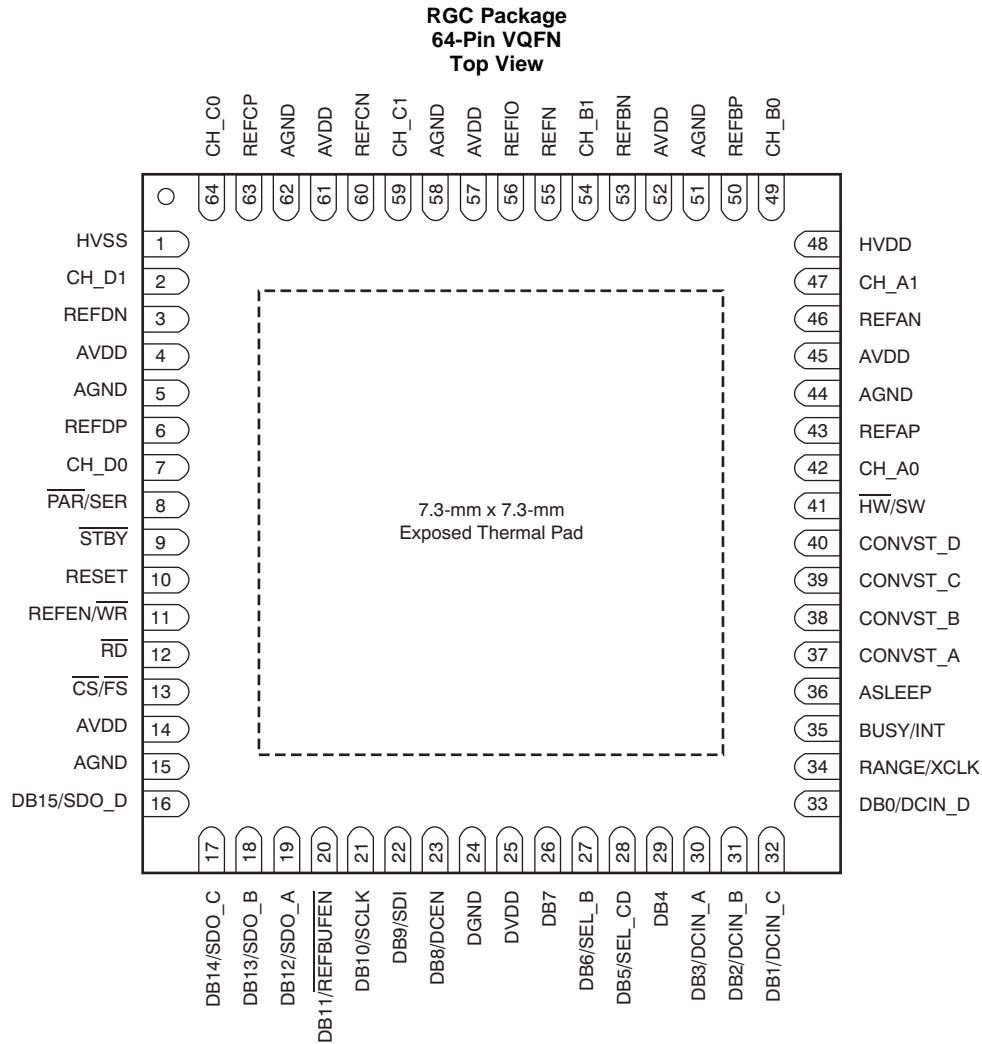 RGC Package
64-Pin VQFN
Top View
CH_C0
REFCP
AGND
AVDD
REFCN
CH_C1
AGND
AVDD
REFIO
REFN
CH_B1
REFBN
AVDD
AGND
REFBP
CH_B0
64
63
62
61
60
59
58
57
56
55
54
53
52
51
50
49
HVSS 1
CH_D1 2
REFDN 3
AVDD 4
AGND 5
REFDP 6
CH_D0 7
PAR/SER 8
STBY 9
RESET 10
REFEN/WR 11
RD 12
CS/FS 13
AVDD 14
AGND 15
DB15/SDO_D 16
7.3-mm x 7.3-mm
Exposed Thermal Pad
48 HVDD
47 CH_A1
46 REFAN
45 AVDD
44 AGND
43 REFAP
42 CH_A0
41 HW/SW
40 CONVST_D
39 CONVST_C
38 CONVST_B
37 CONVST_A
36 ASLEEP
35 BUSY/INT
34 RANGE/XCLK
33 DB0/DCIN_D
17
18
19
20
21
22
23
24
25
26
27
28
29
30
31
32
DB14/SDO_C
DB13/SDO_B
DB12/SDO_A
DB11/REFBUFEN
DB10/SCLK
DB9/SDI
DB8/DCEN
DGND
DVDD
DB7
DB6/SEL_B
DB5/SEL_CD
DB4
DB3/DCIN_A
DB2/DCIN_B
DB1/DCIN_C